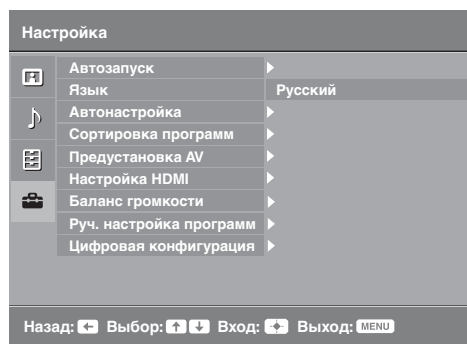 Настройка
Автозапуск
Язык Русский
Автонастройка
Сортировка программ
Предустановка AV
Настройка HDMI
Баланс громкости
Руч. настройка программ
Цифровая конфигурация
Назад: Выбор: Вход: Выход: MENU